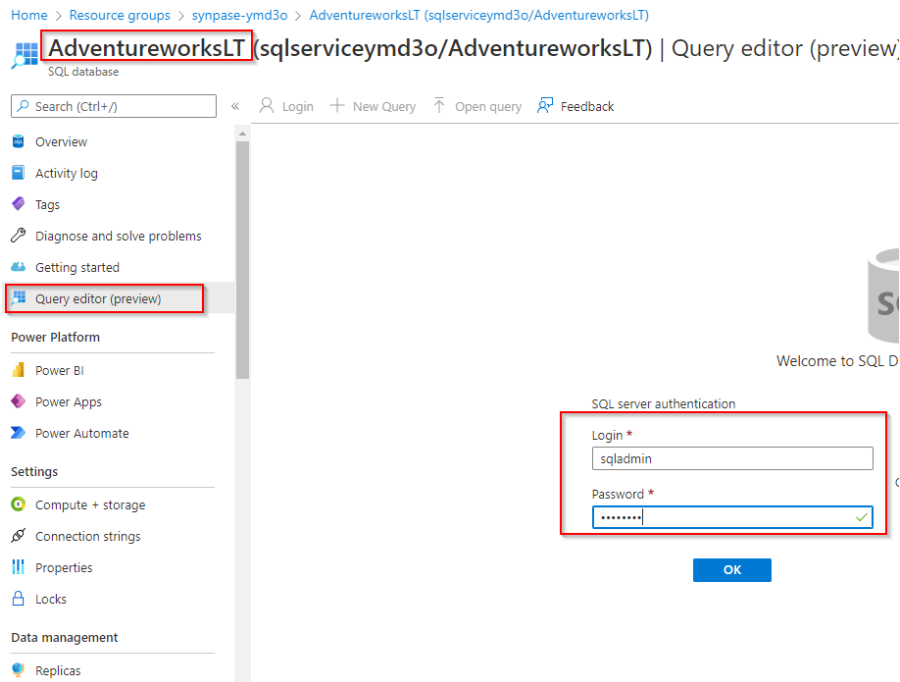 Home > Resource groups > synpase-ymd3o > AdventureworksLT (sqlserviceymd3o/AdventureworksLT)
AdventureworksLT (sqlserviceymd3o/AdventureworksLT) | Query editor (preview)
SQL database
Search (Ctrl+/)
« Login New Query Open query Feedback
Overview
Activity log
Tags
Diagnose and solve problems
Getting started
Query editor (preview)
Power Platform
Power BI
Power Apps
Power Automate
Settings
Compute + storage
Connection strings
Properties
Locks
Data management
Replicas
Welcome to SQL D
SQL server authentication
Login *
sqladmin
Password *
••••••••
OK